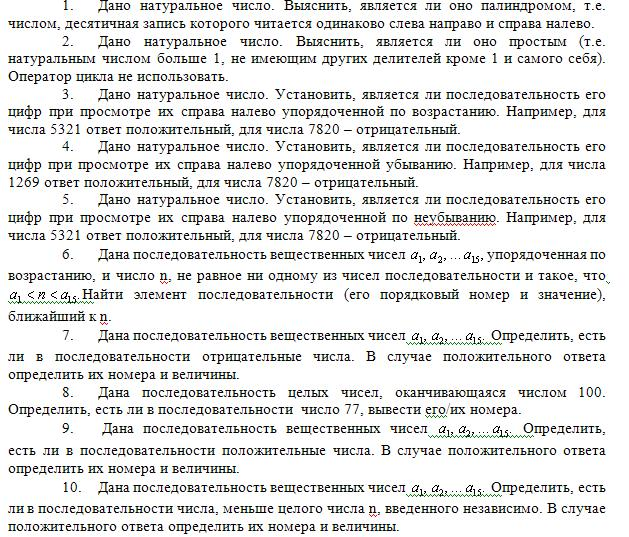 1. Дано натуральное число. Выяснить, является ли оно палиндромом, т.е.
числом, десятичная запись которого читается одинаково слева направо и справа налево.
2. Дано натуральное число. Выяснить, является ли оно простым (т.е.
натуральным числом больше 1, не имеющим других делителей кроме 1 и самого себя).
Оператор цикла не использовать.
3. Дано натуральное число. Установить, является ли последовательность его
цифр при просмотре их справа налево упорядоченной по возрастанию. Например, для
числа 5321 ответ положительный, для числа 7820 – отрицательный.
4. Дано натуральное число. Установить, является ли последовательность его
цифр при просмотре их справа налево упорядоченной убыванию. Например, для числа
1269 ответ положительный, для числа 7820 – отрицательный.
5. Дано натуральное число. Установить, является ли последовательность его
цифр при просмотре их справа налево упорядоченной по неубыванию. Например, для
числа 5321 ответ положительный, для числа 7820 – отрицательный.
6. Дана последовательность вещественных чисел a₁, a₂, ... a₁₅, упорядоченная по
возрастанию, и число n, не равное ни одному из чисел последовательности и такое, что
a₁ < n < a₁₅. Найти элемент последовательности (его порядковый номер и значение),
ближайший к n.
7. Дана последовательность вещественных чисел a₁, a₂, ... a₁₅. Определить, есть
ли в последовательности отрицательные числа. В случае положительного ответа
определить их номера и величины.
8. Дана последовательность целых чисел, оканчивающаяся числом 100.
Определить, есть ли в последовательности число 77, вывести его/их номера.
9. Дана последовательность вещественных чисел a₁, a₂, ... a₁₅. Определить,
есть ли в последовательности положительные числа. В случае положительного ответа
определить их номера и величины.
10. Дана последовательность вещественных чисел a₁, a₂, ... a₁₅. Определить, есть
ли в последовательности числа, меньше целого числа n, введенного независимо. В случае
положительного ответа определить их номера и величины.